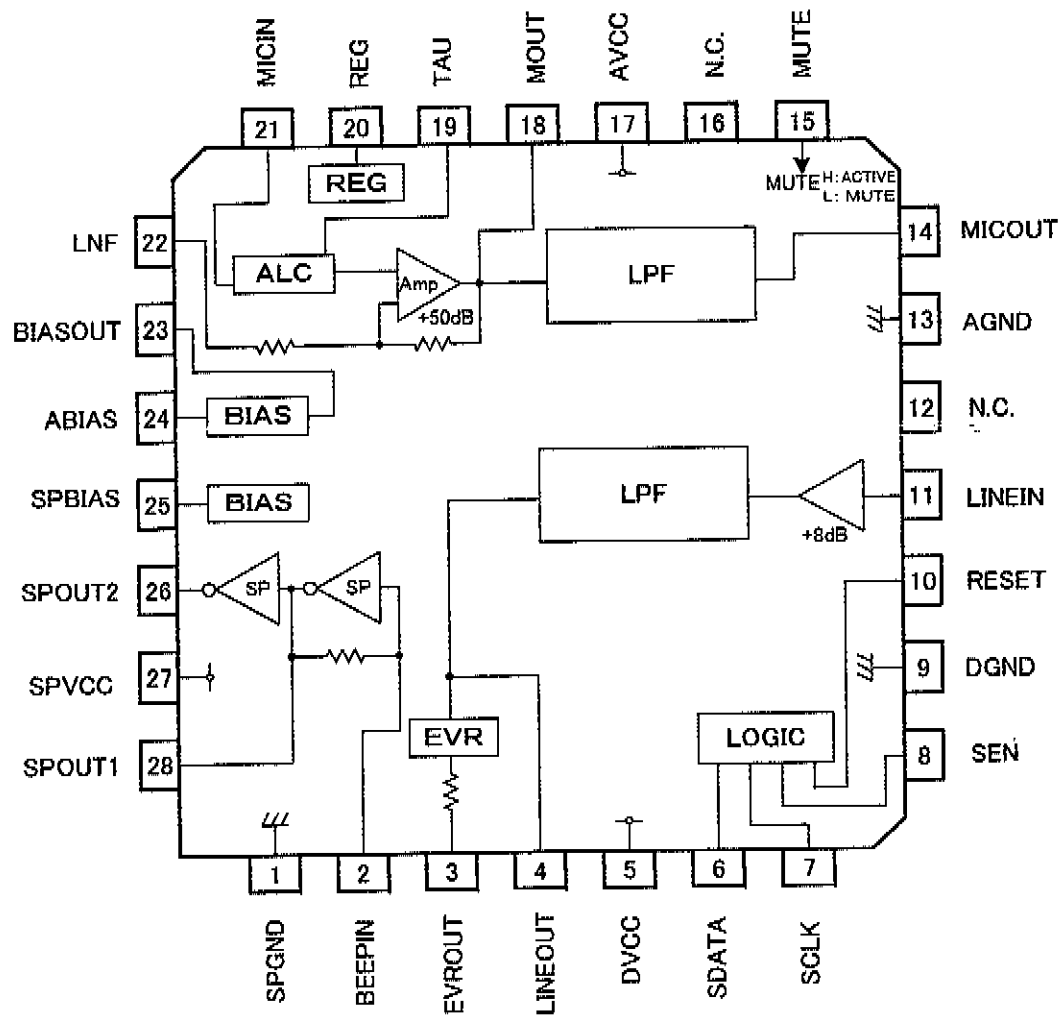 MICIN
REG
TAU
MOUT
AVCC
N.C.
MUTE
21
20
19
18
17
16
15
REG
MUTE H:ACTIVE
L: MUTE
LNF
22
ALC
Amp
+50dB
LPF
14
MICOUT
BIASOUT
23
13
AGND
ABIAS
24
BIAS
12
N.C.
SPBIAS
25
BIAS
LPF
+8dB
11
LINEIN
SPOUT2
26
SP
SP
10
RESET
SPVCC
27
9
DGND
EVR
LOGIC
SPOUT1
28
8
SEN
1
2
3
4
5
6
7
SPGND
BEEPIN
EVROUT
LINEOUT
DVCC
SDATA
SCLK